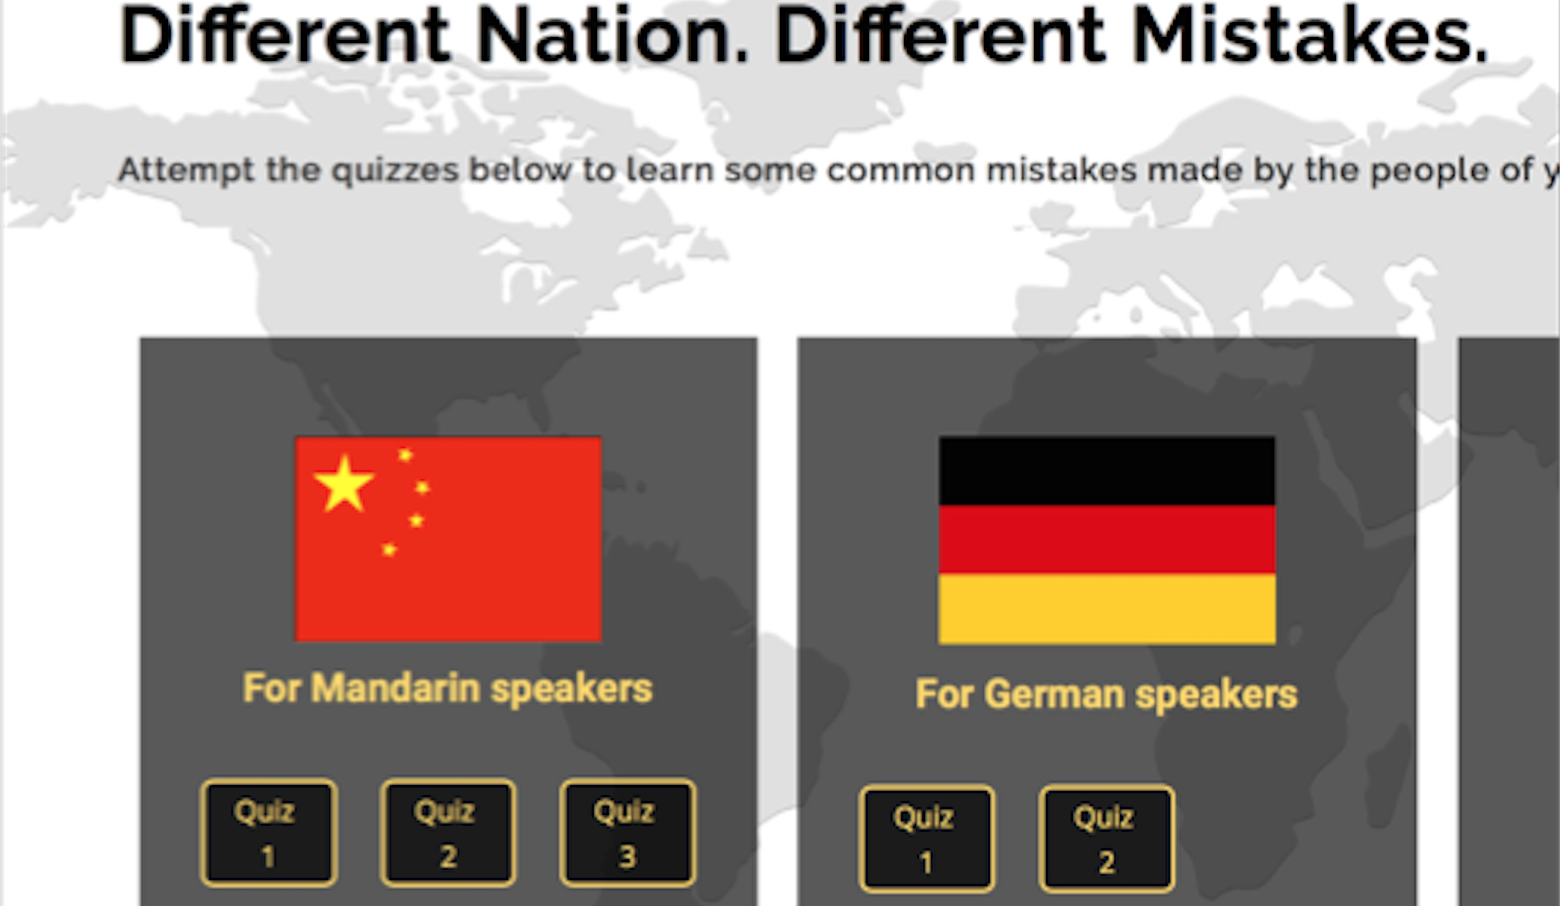 Different Nation. Different Mistakes.
Attempt the quizzes below to learn some common mistakes made by the people of
For Mandarin speakers
Quiz
1
Quiz
2
Quiz
3
For German speakers
Quiz
1
Quiz
2